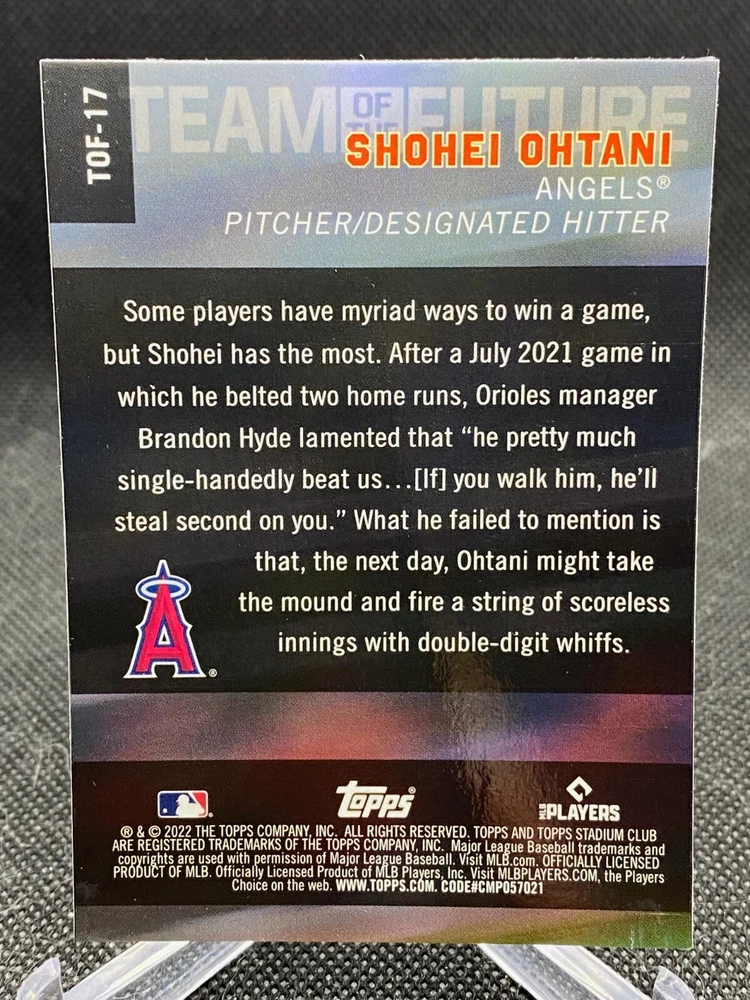 TOF-17
TEAM OF THE FUTURE
SHOHEI OHTANI
ANGELS®
PITCHER/DESIGNATED HITTER
Some players have myriad ways to win a game,
but Shohei has the most. After a July 2021 game in
which he belted two home runs, Orioles manager
Brandon Hyde lamented that “he pretty much
single-handedly beat us...[If] you walk him, he’ll
steal second on you.” What he failed to mention is
that, the next day, Ohtani might take
the mound and fire a string of scoreless
innings with double-digit whiffs.
A®
topps®
MLB PLAYERS
® & © 2022 THE TOPPS COMPANY, INC. ALL RIGHTS RESERVED. TOPPS AND TOPPS STADIUM CLUB
ARE REGISTERED TRADEMARKS OF THE TOPPS COMPANY, INC. Major League Baseball trademarks and
copyrights are used with permission of Major League Baseball. Visit MLB.com. OFFICIALLY LICENSED
PRODUCT OF MLB. Officially Licensed Product of MLB Players, Inc. Visit MLBPLAYERS.COM, the Players
Choice on the web. WWW.TOPPS.COM. CODE#CMP057021